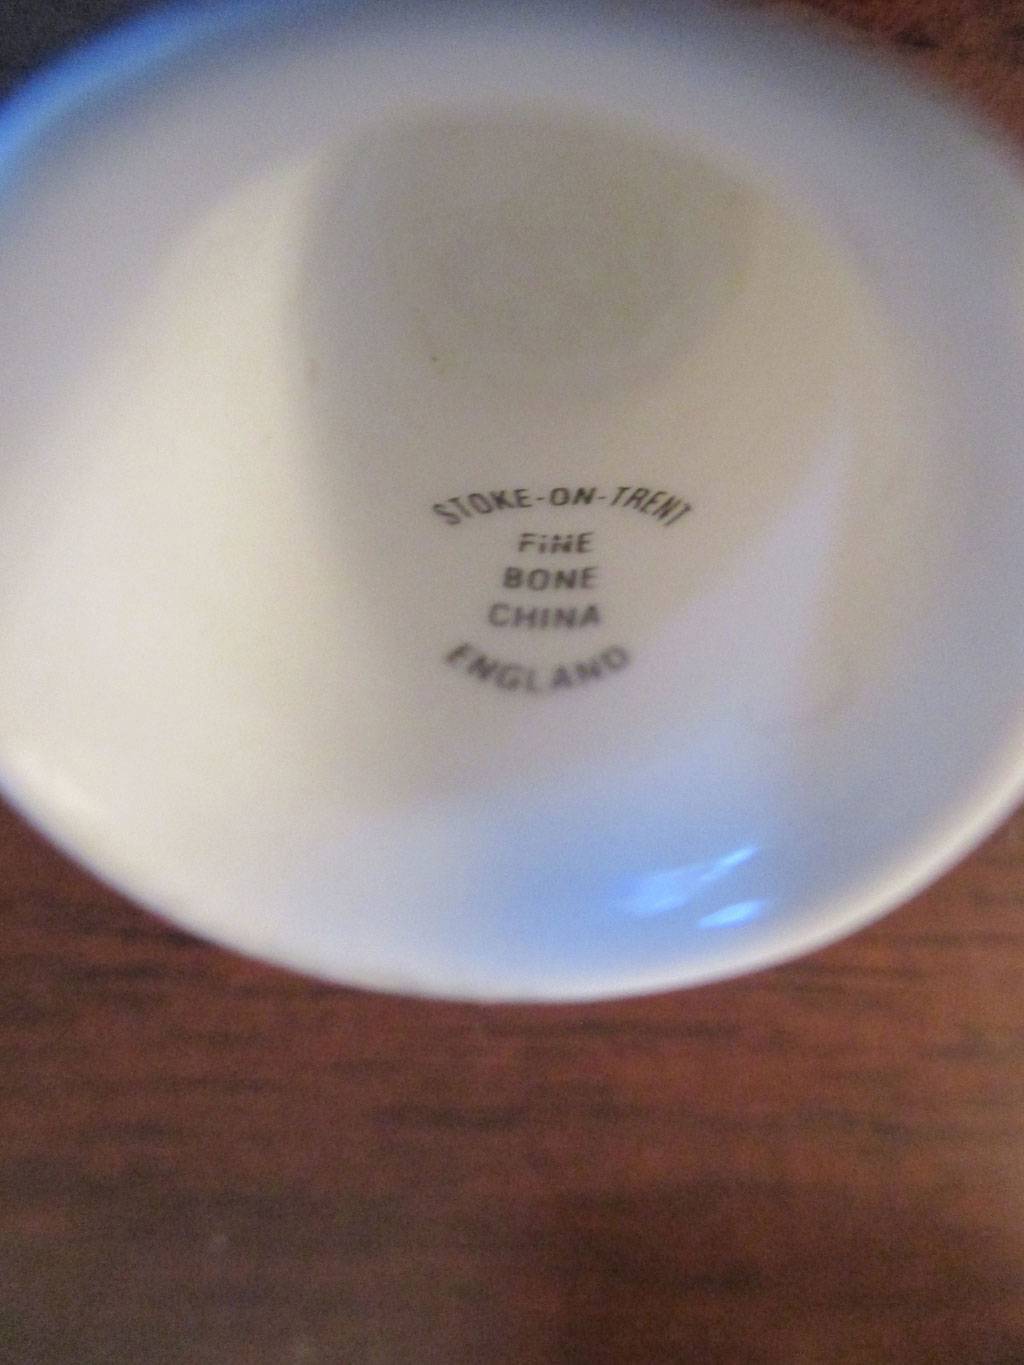 STOKE-ON-TRENT
FINE
BONE
CHINA
ENGLAND